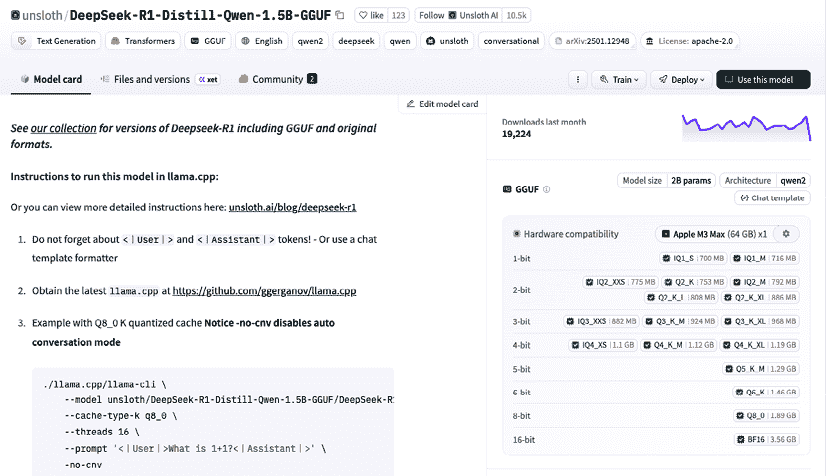 unsloth/DeepSeek-R1-Distill-Qwen-1.5B-GGUF like 123 Follow Unsloth AI 10.5k
Text Generation Transformers GGUF English qwen2 deepseek qwen unsloth conversational arXiv:2501.12948 License: apache-2.0
Model card Files and versions xet Community 2 Train Deploy Use this model
Edit model card
See our collection for versions of Deepseek-R1 including GGUF and original
formats.
Instructions to run this model in llama.cpp:
Or you can view more detailed instructions here: unsloth.ai/blog/deepseek-r1
1. Do not forget about <|User|> and <|Assistant|> tokens! - Or use a chat
template formatter
2. Obtain the latest llama.cpp at https://github.com/ggerganov/llama.cpp
3. Example with Q8_0 K quantized cache Notice -no-cnv disables auto
conversation mode
./llama.cpp/llama-cli \
--model unsloth/DeepSeek-R1-Distill-Qwen-1.5B-GGUF/DeepSeek-R1
--cache-type-k q8_0 \
--threads 16 \
--prompt '<|User|>What is 1+1?<|Assistant|>' \
-no-cnv
Downloads last month
19,224
GGUF Model size 2B params Architecture qwen2
Chat template
Hardware compatibility Apple M3 Max (64 GB) x1
1-bit IQ1_S 700 MB IQ1_M 716 MB
2-bit IQ2_XXS 775 MB Q2_K 753 MB IQ2_M 792 MB
Q2_K_L 808 MB Q2_K_XL 886 MB
3-bit IQ3_XXS 882 MB Q3_K_M 924 MB Q3_K_XL 968 MB
4-bit IQ4_XS 1.1 GB Q4_K_M 1.12 GB Q4_K_XL 1.19 GB
5-bit Q5_K_M 1.29 GB
6-bit Q6_K 1.46 GB
8-bit Q8_0 1.89 GB
16-bit BF16 3.56 GB